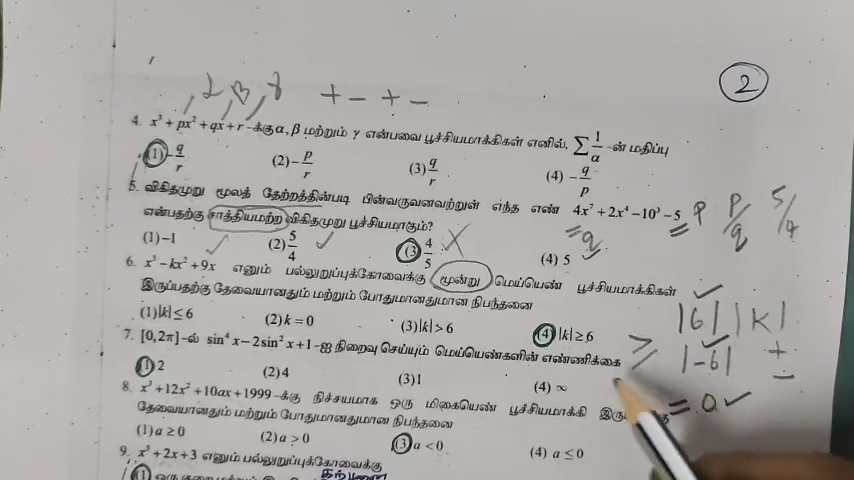 2
α, β, γ + - + -
4. x³ + px² + qx + r -க்கு α, β மற்றும் γ என்பவை பூச்சியமாக்கிகள் எனில், ∑ 1/α -ன் மதிப்பு
(1) -q/r (2) -p/r (3) q/r (4) -q/p
5. விகிதமுறு மூலத் தேற்றத்தின்படி பின்வருவனவற்றுள் எந்த எண் 4x⁷ + 2x⁴ - 10³ - 5 P P/q 5/4
என்பதற்கு சாத்தியமற்ற விகிதமுறு பூச்சியமாகும்? q
(1) -1 (2) 5/4 (3) 4/5 (4) 5
6. x³ - kx² + 9x எனும் பல்லுறுப்புக்கோவைக்கு மூன்று மெய்யெண் பூச்சியமாக்கிகள்
இருப்பதற்கு தேவையானதும் மற்றும் போதுமானதுமான நிபந்தனை
|6| |k|
(1) |k| ≤ 6 (2) k = 0 (3) |k| > 6 (4) |k| ≥ 6
≥ |-6| + -
7. [0, 2π]-ல் sin⁴x - 2sin²x + 1 -ஐ நிறைவு செய்யும் மெய்யெண்களின் எண்ணிக்கை
(1) 2 (2) 4 (3) 1 (4) ∞
= 0
8. x³ + 12x² + 10ax + 1999 -க்கு நிச்சயமாக ஒரு மிகையெண் பூச்சியமாக்கி
தேவையானதும் மற்றும் போதுமானதுமான நிபந்தனை
(1) a ≥ 0 (2) a > 0 (3) a < 0 (4) a ≤ 0
9. x³ + 2x + 3 எனும் பல்லுறுப்புக்கோவைக்கு
(1) ஒரு குறை